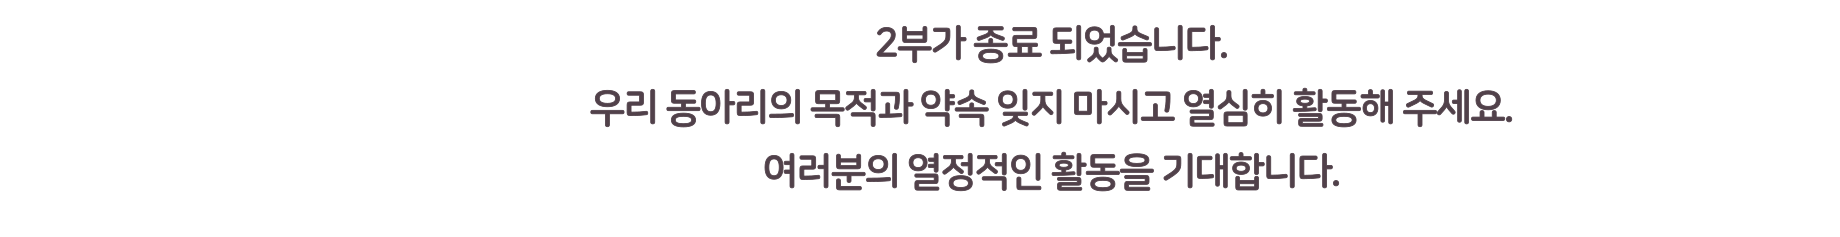 2부가 종료 되었습니다.
우리 동아리의 목적과 약속 잊지 마시고 열심히 활동해 주세요.
여러분의 열정적인 활동을 기대합니다.